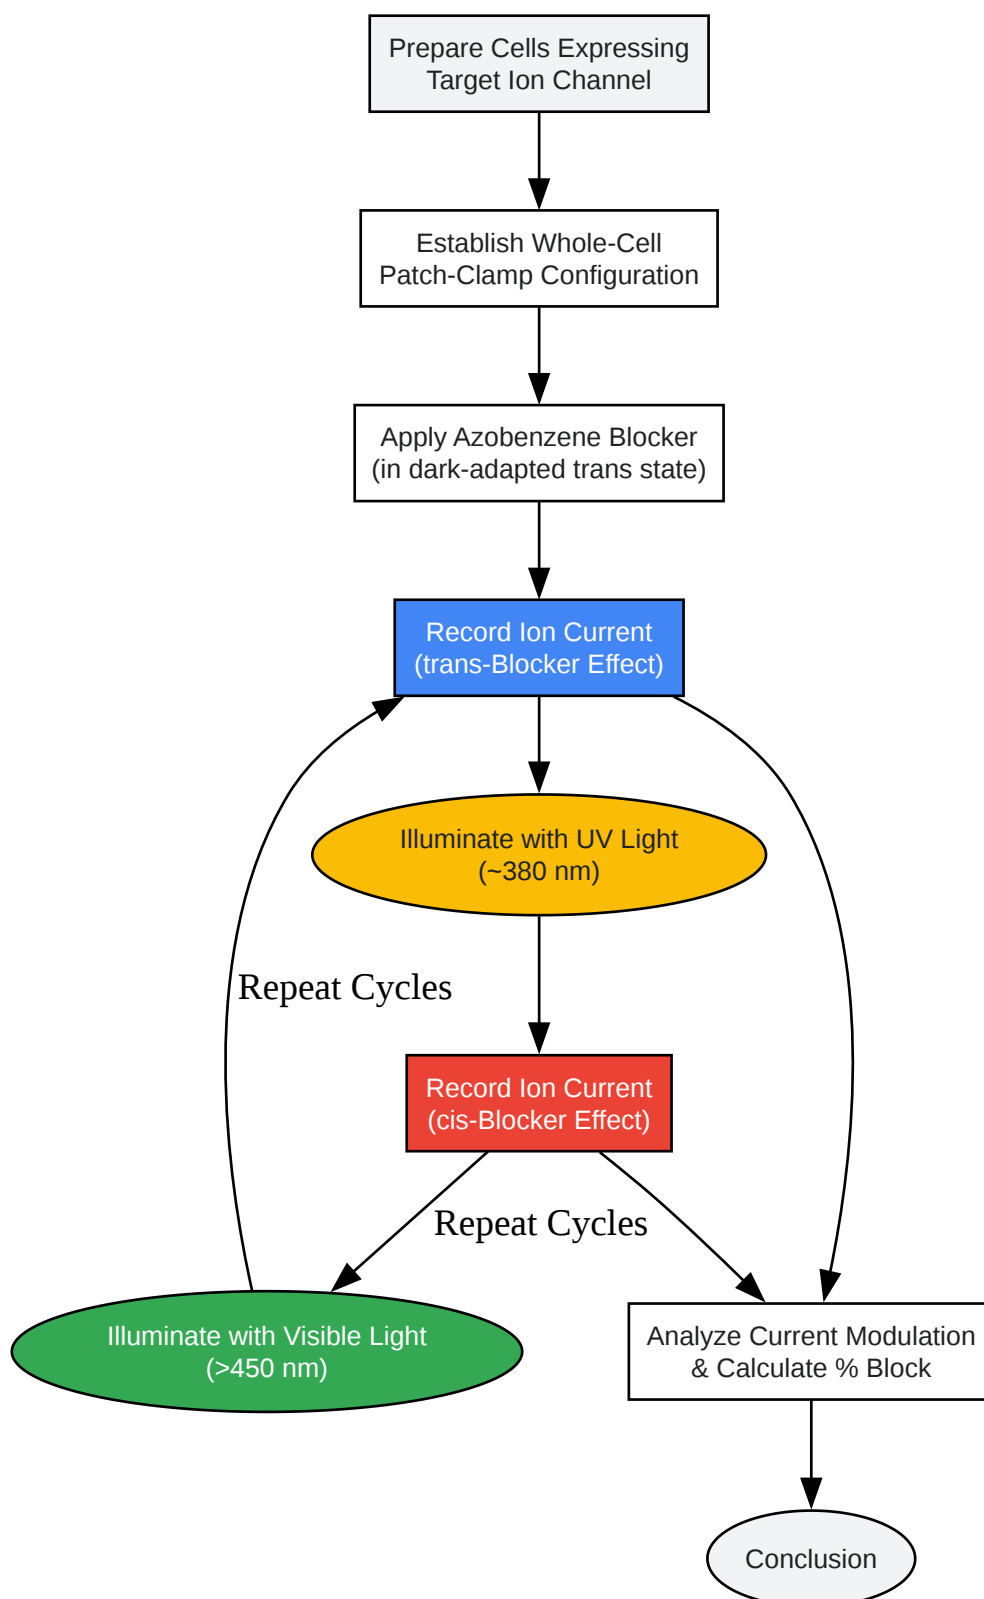 Prepare Cells Expressing
Target Ion Channel
Establish Whole-Cell
Patch-Clamp Configuration
Apply Azobenzene Blocker
(in dark-adapted trans state)
Record Ion Current
(trans-Blocker Effect)
Illuminate with UV Light
(~380 nm)
Repeat Cycles
Record Ion Current
(cis-Blocker Effect)
Repeat Cycles
Illuminate with Visible Light
(>450 nm)
Analyze Current Modulation
& Calculate % Block
Conclusion